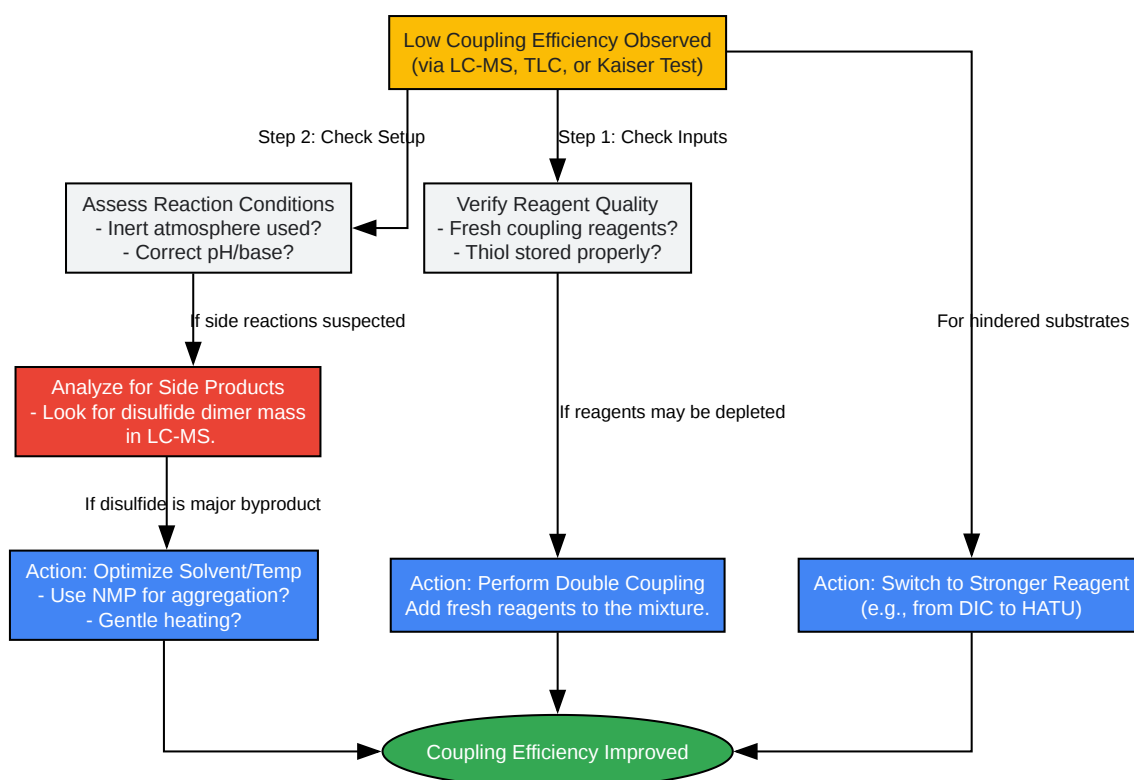 Low Coupling Efficiency Observed
(via LC-MS, TLC, or Kaiser Test)
Step 2: Check Setup
Step 1: Check Inputs
Assess Reaction Conditions
- Inert atmosphere used?
- Correct pH/base?
Verify Reagent Quality
- Fresh coupling reagents?
- Thiol stored properly?
If side reactions suspected
For hindered substrates
Analyze for Side Products
- Look for disulfide dimer mass
in LC-MS.
If reagents may be depleted
If disulfide is major byproduct
Action: Optimize Solvent/Temp
- Use NMP for aggregation?
- Gentle heating?
Action: Perform Double Coupling
Add fresh reagents to the mixture.
Action: Switch to Stronger Reagent
(e.g., from DIC to HATU)
Coupling Efficiency Improved